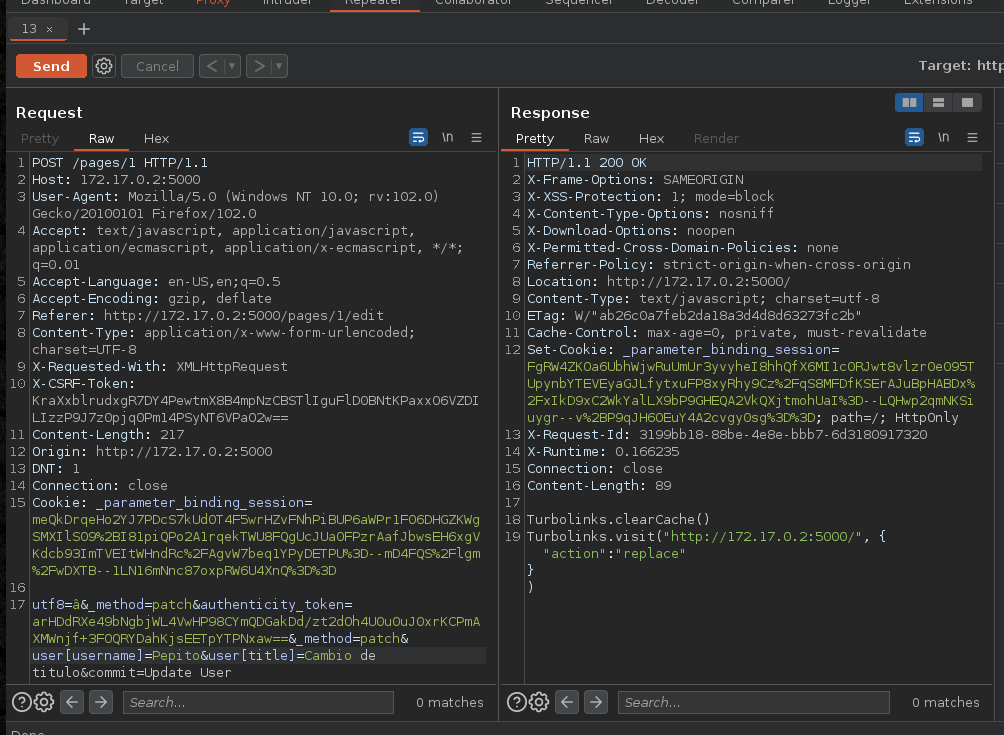 Dashboard Target Proxy Intruder Repeater Collaborator Sequencer Decoder Comparer Logger Extensions
13 × +
Send Cancel < > Target: http
Request
Pretty Raw Hex \n
1 POST /pages/1 HTTP/1.1
2 Host: 172.17.0.2:5000
3 User-Agent: Mozilla/5.0 (Windows NT 10.0; rv:102.0)
Gecko/20100101 Firefox/102.0
4 Accept: text/javascript, application/javascript,
application/ecmascript, application/x-ecmascript, */*;
q=0.01
5 Accept-Language: en-US,en;q=0.5
6 Accept-Encoding: gzip, deflate
7 Referer: http://172.17.0.2:5000/pages/1/edit
8 Content-Type: application/x-www-form-urlencoded;
charset=UTF-8
9 X-Requested-With: XMLHttpRequest
10 X-CSRF-Token:
KraXxblrudxgR7DY4PewtmX8B4mpNzCBSTlIguFlD0BNtKPaxxO6VZDI
LIzzP9J7z0pjq0Pm14PSyNT6VPaO2w==
11 Content-Length: 217
12 Origin: http://172.17.0.2:5000
13 DNT: 1
14 Connection: close
15 Cookie: _parameter_binding_session=
meQkDrqeHo2YJ7PDcS7kUd0T4F5wrHZvFNhPiBUP6aWPr1F06DHGZKWg
SMXIlS09%2BI81piQPo2A1rqekTWU8FQgUcJUa0FPzrAafJbwsEH6xgV
Kdcb93ImTVEItWHndRc%2FAgvW7beq1YPyDETPU%3D--mD4FQS%2Flgm
%2FwDXTB--1LN16mNnc87oxpRW6U4XnQ%3D%3D
16
17 utf8=â&_method=patch&authenticity_token=
arHDdRXe49bNgbjWL4VwHP98CYmQDGakDd/zt2dOh4U0u0uJ0xrKCPmA
XMWnjf+3FOQRYDahKjsEETpYTPNxaw==&_method=patch&
user[username]=Pepito&user[title]=Cambio de
titulo&commit=Update User
Search... 0 matches
Response
Pretty Raw Hex Render \n
1 HTTP/1.1 200 OK
2 X-Frame-Options: SAMEORIGIN
3 X-XSS-Protection: 1; mode=block
4 X-Content-Type-Options: nosniff
5 X-Download-Options: noopen
6 X-Permitted-Cross-Domain-Policies: none
7 Referrer-Policy: strict-origin-when-cross-origin
8 Location: http://172.17.0.2:5000/
9 Content-Type: text/javascript; charset=utf-8
10 ETag: W/"ab26c0a7feb2da18a3d4d8d63273fc2b"
11 Cache-Control: max-age=0, private, must-revalidate
12 Set-Cookie: _parameter_binding_session=
FgRW4ZKOa6UbhWjwRuUmUr3yvyheI8hhQfX6MI1cORJwt8vlzr0e095T
UpynbYTEVEyaGJLfytxuFP8xyRhy9Cz%2FqS8MFDfKSErAJuBpHABDx%
2FxIkD9xC2WkYalLX9bP9GHEQA2VkQXjtmohUaI%3D--LQHwp2qmNKSi
uygr--v%2BP9qJH6OEuY4A2cvgyOsg%3D%3D; path=/; HttpOnly
13 X-Request-Id: 3199bb18-88be-4e8e-bbb7-6d3180917320
14 X-Runtime: 0.166235
15 Connection: close
16 Content-Length: 89
17
18 Turbolinks.clearCache()
19 Turbolinks.visit("http://172.17.0.2:5000/", {
"action":"replace"
}
)
Search... 0 matches
Done